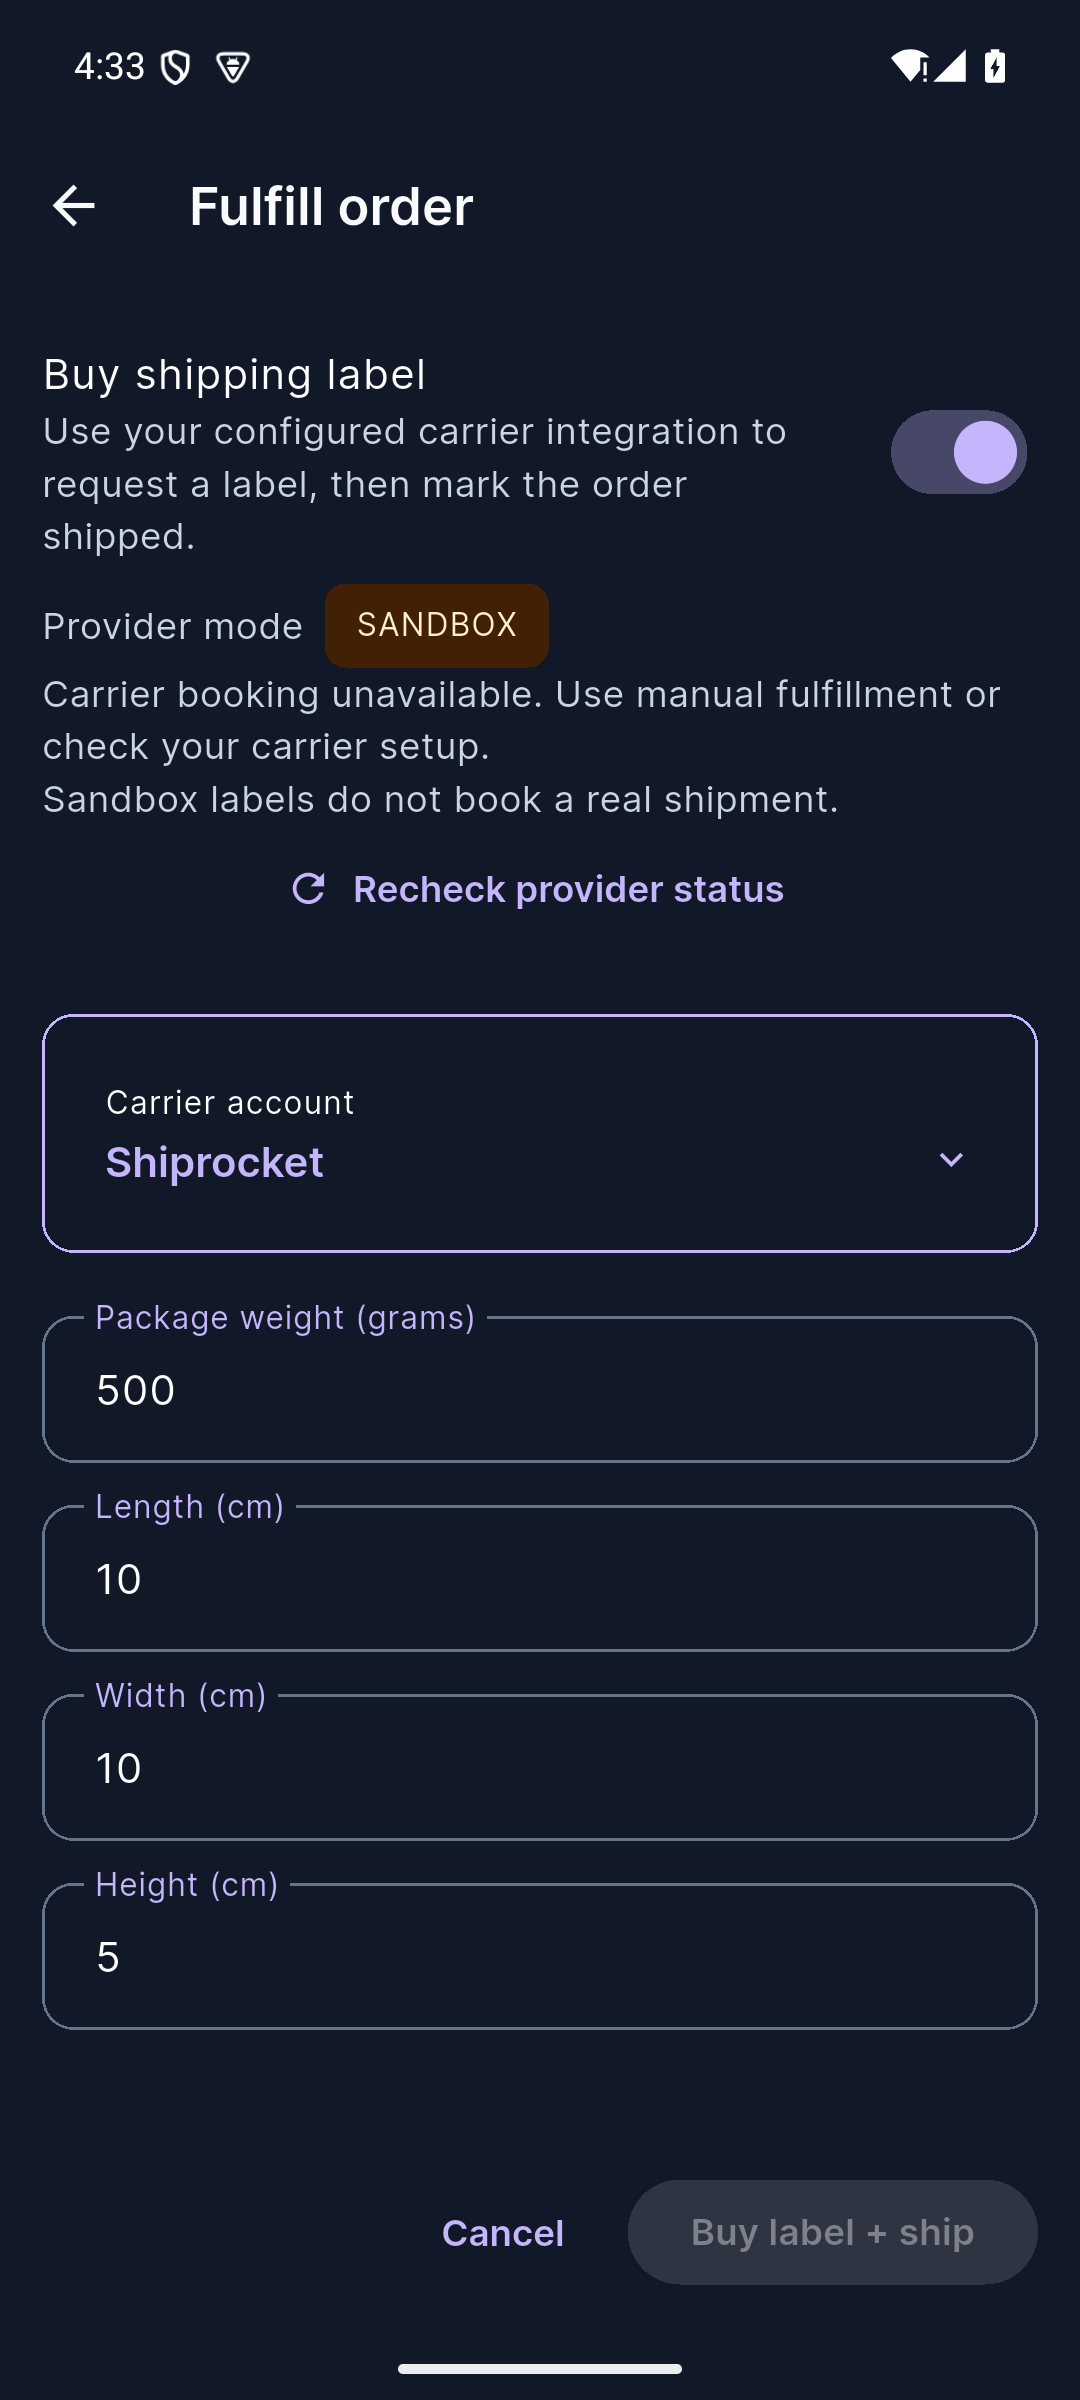 4:33
Fulfill order
Buy shipping label
Use your configured carrier integration to
request a label, then mark the order
shipped.
Provider mode SANDBOX
Carrier booking unavailable. Use manual fulfillment or
check your carrier setup.
Sandbox labels do not book a real shipment.
Recheck provider status
Carrier account
Shiprocket
Package weight (grams)
500
Length (cm)
10
Width (cm)
10
Height (cm)
5
Cancel Buy label + ship